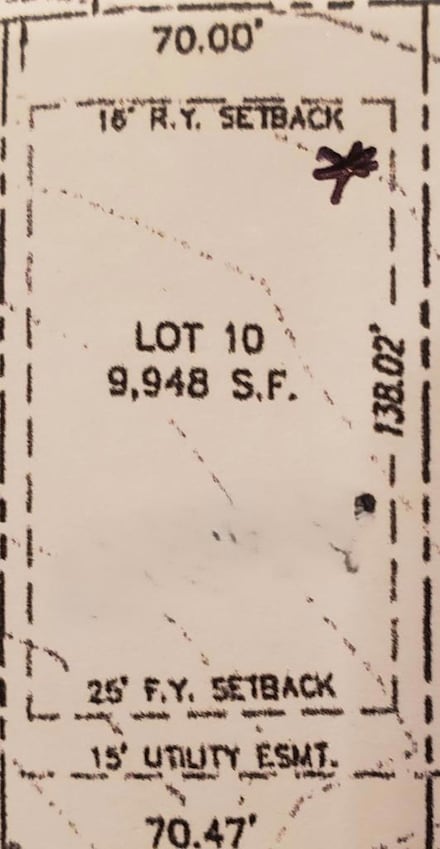 70.00'
15' R.Y. SETBACK
LOT 10
9,948 S.F.
138.02'
25' F.Y. SETBACK
15' UTILITY ESMT.
70.47'